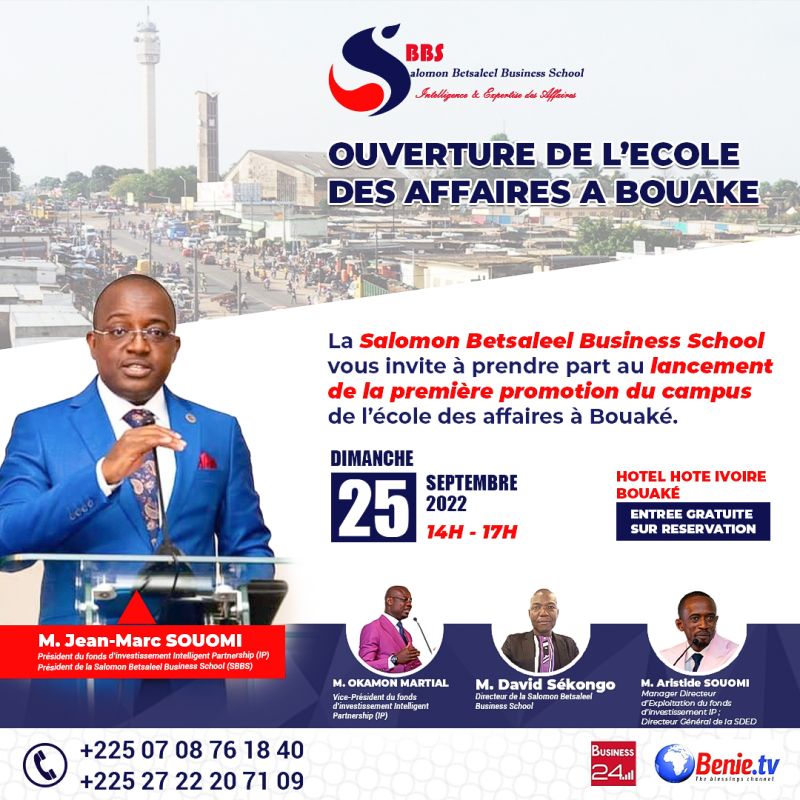 BBS
Salomon Betsaleel Business School
Intelligence & Expertise des Affaires
OUVERTURE DE L'ECOLE
DES AFFAIRES A BOUAKE
La Salomon Betsaleel Business School
vous invite à prendre part au lancement
de la première promotion du campus
de l'école des affaires à Bouaké.
DIMANCHE
25
SEPTEMBRE
2022
14H - 17H
HOTEL HOTE IVOIRE
BOUAKÉ
ENTREE GRATUITE
SUR RESERVATION
M. Jean-Marc SOUOMI
Président du fonds d'investissement Intelligent Partnership (IP)
Président de la Salomon Betsaleel Business School (SBBS)
M. OKAMON MARTIAL
Vice-Président du fonds
d'investissement Intelligent
Partnership (IP)
M. David Sékongo
Directeur de la Salomon Betsaleel
Business School
M. Aristide SOUOMI
Manager Directeur
d'Exploitation du fonds
d'investissement IP ;
Directeur Général de la SDED
+225 07 08 76 18 40
+225 27 22 20 71 09
BUSINESS
24
Benie.tv
The blessings channel